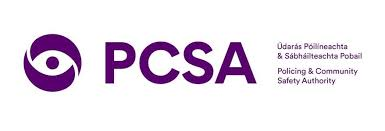 PCSA
Údarás Póilíneachta
& Sábháilteachta Pobail
Policing & Community
Safety Authority